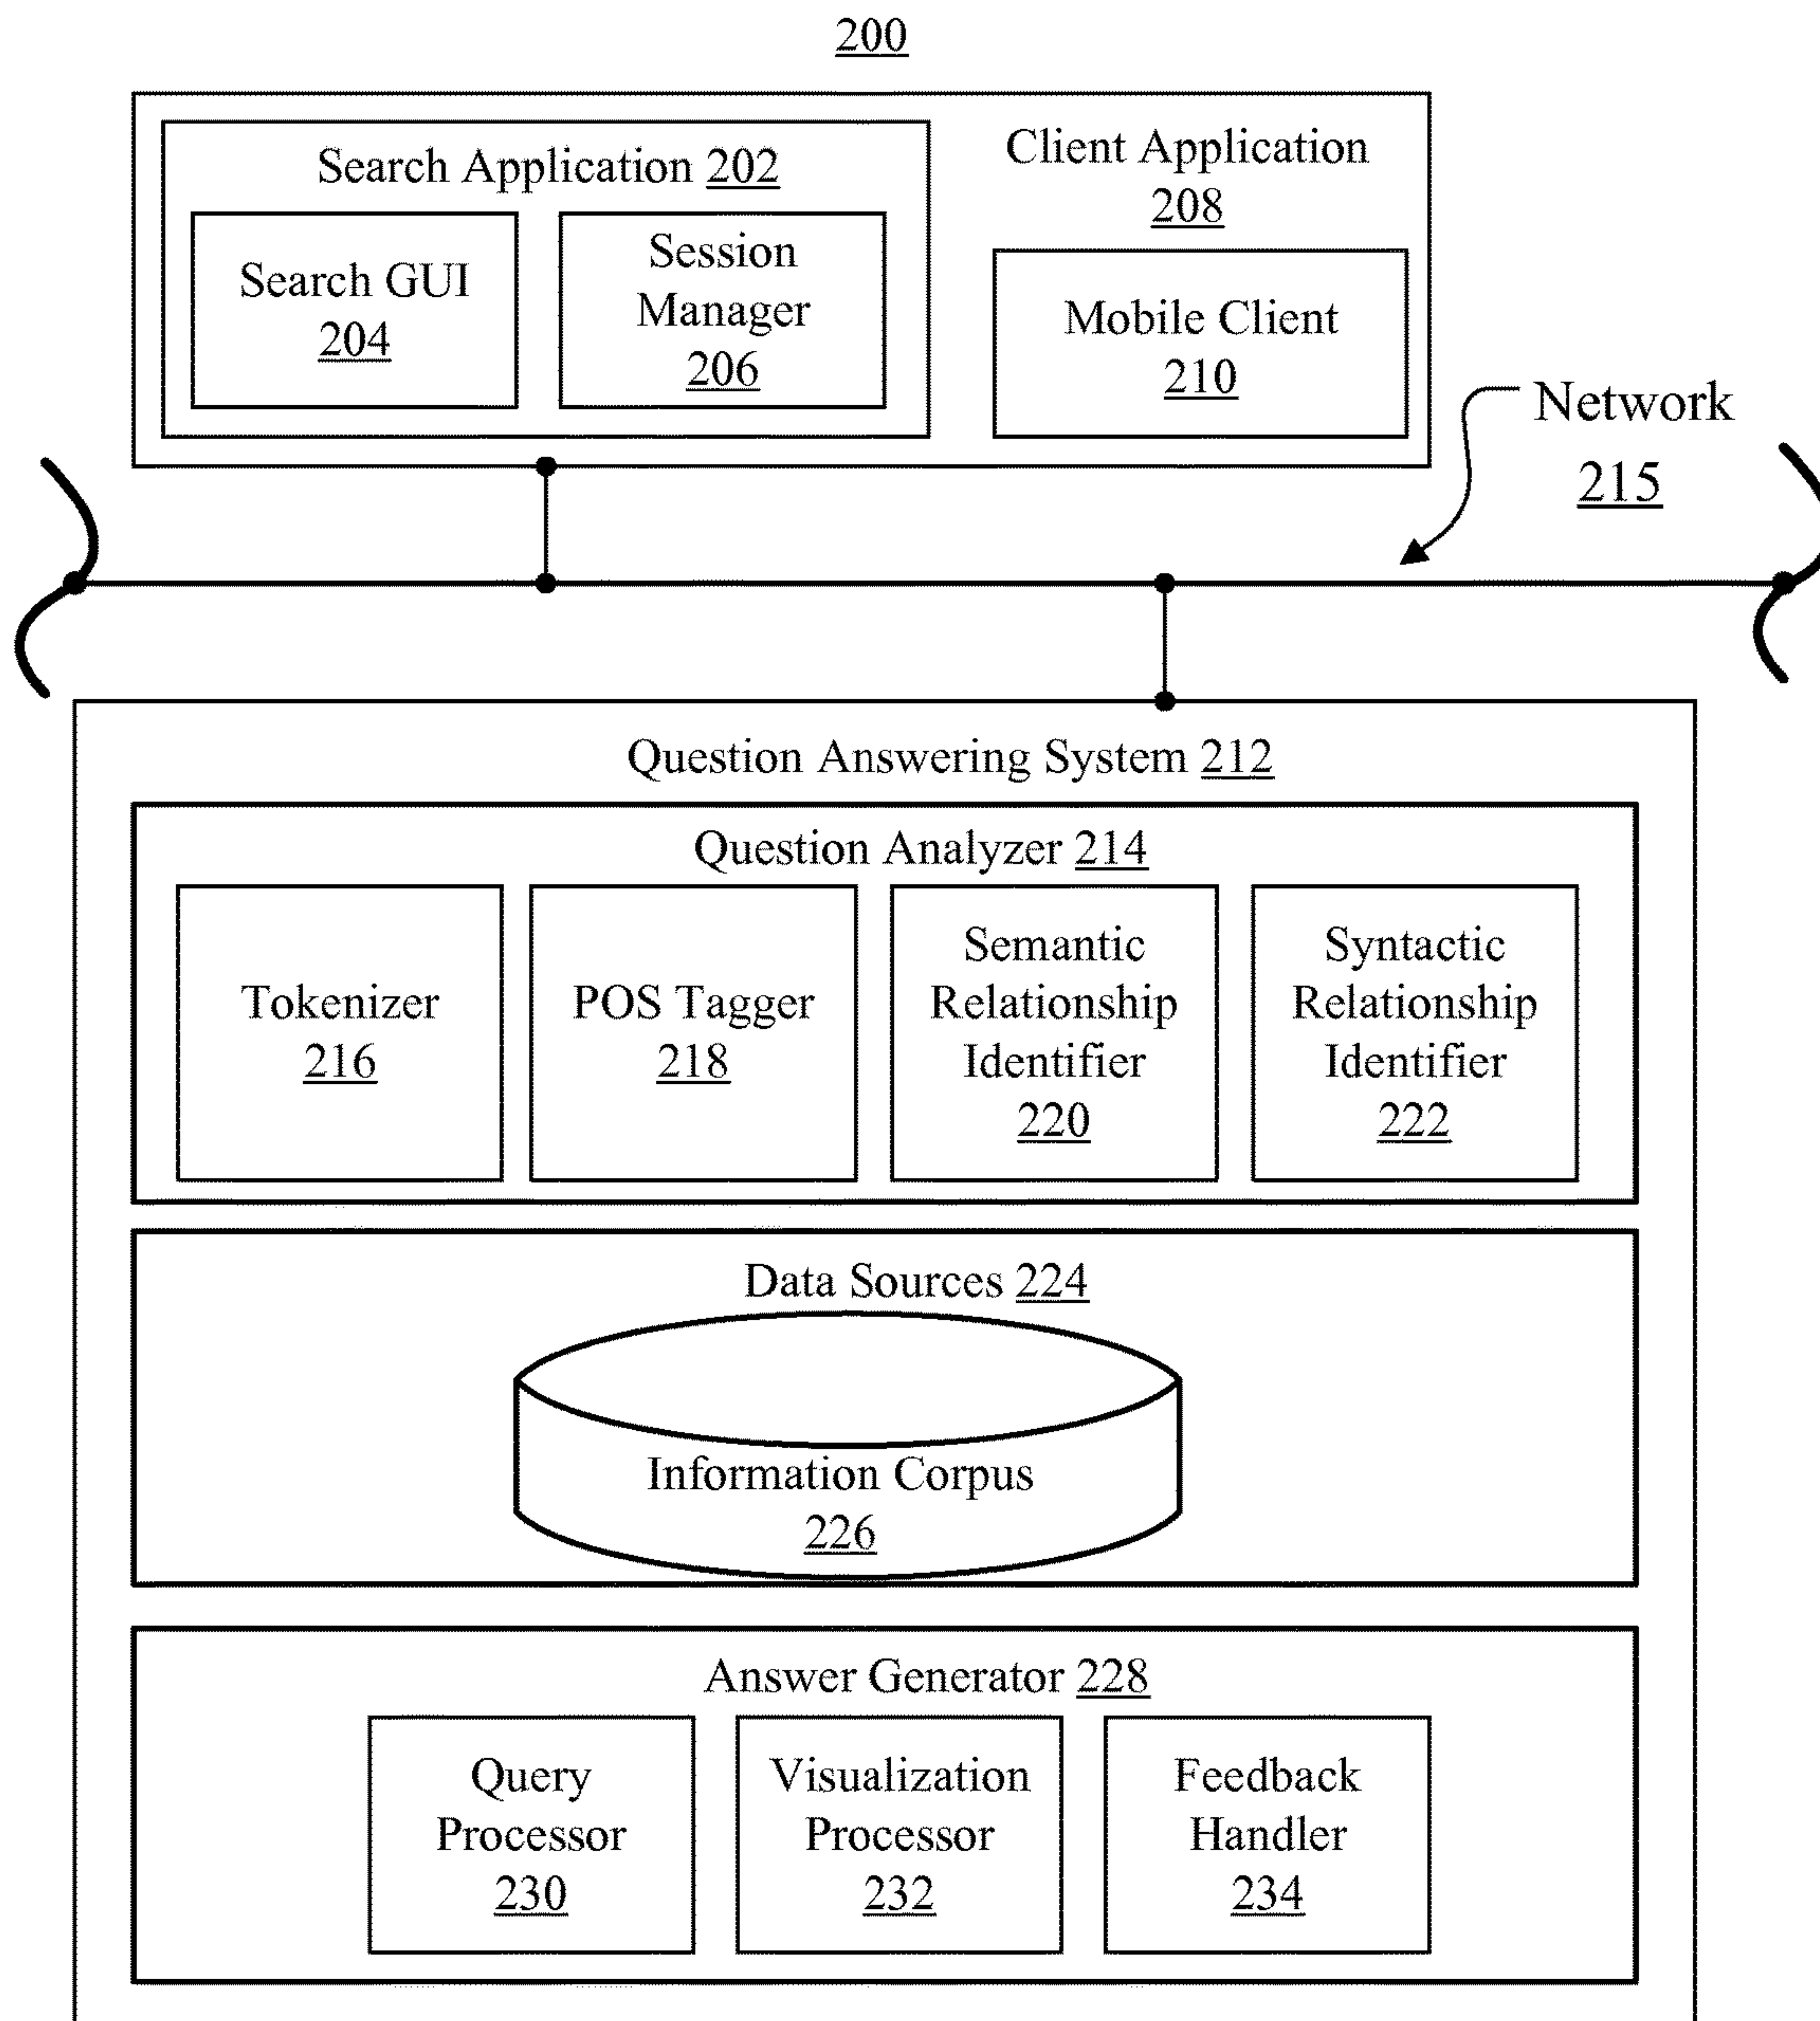 200
Search Application 202
Search GUI
204
Session
Manager
206
Client Application
208
Mobile Client
210
Network
215
Question Answering System 212
Question Analyzer 214
Tokenizer
216
POS Tagger
218
Semantic
Relationship
Identifier
220
Syntactic
Relationship
Identifier
222
Data Sources 224
Information Corpus
226
Answer Generator 228
Query
Processor
230
Visualization
Processor
232
Feedback
Handler
234